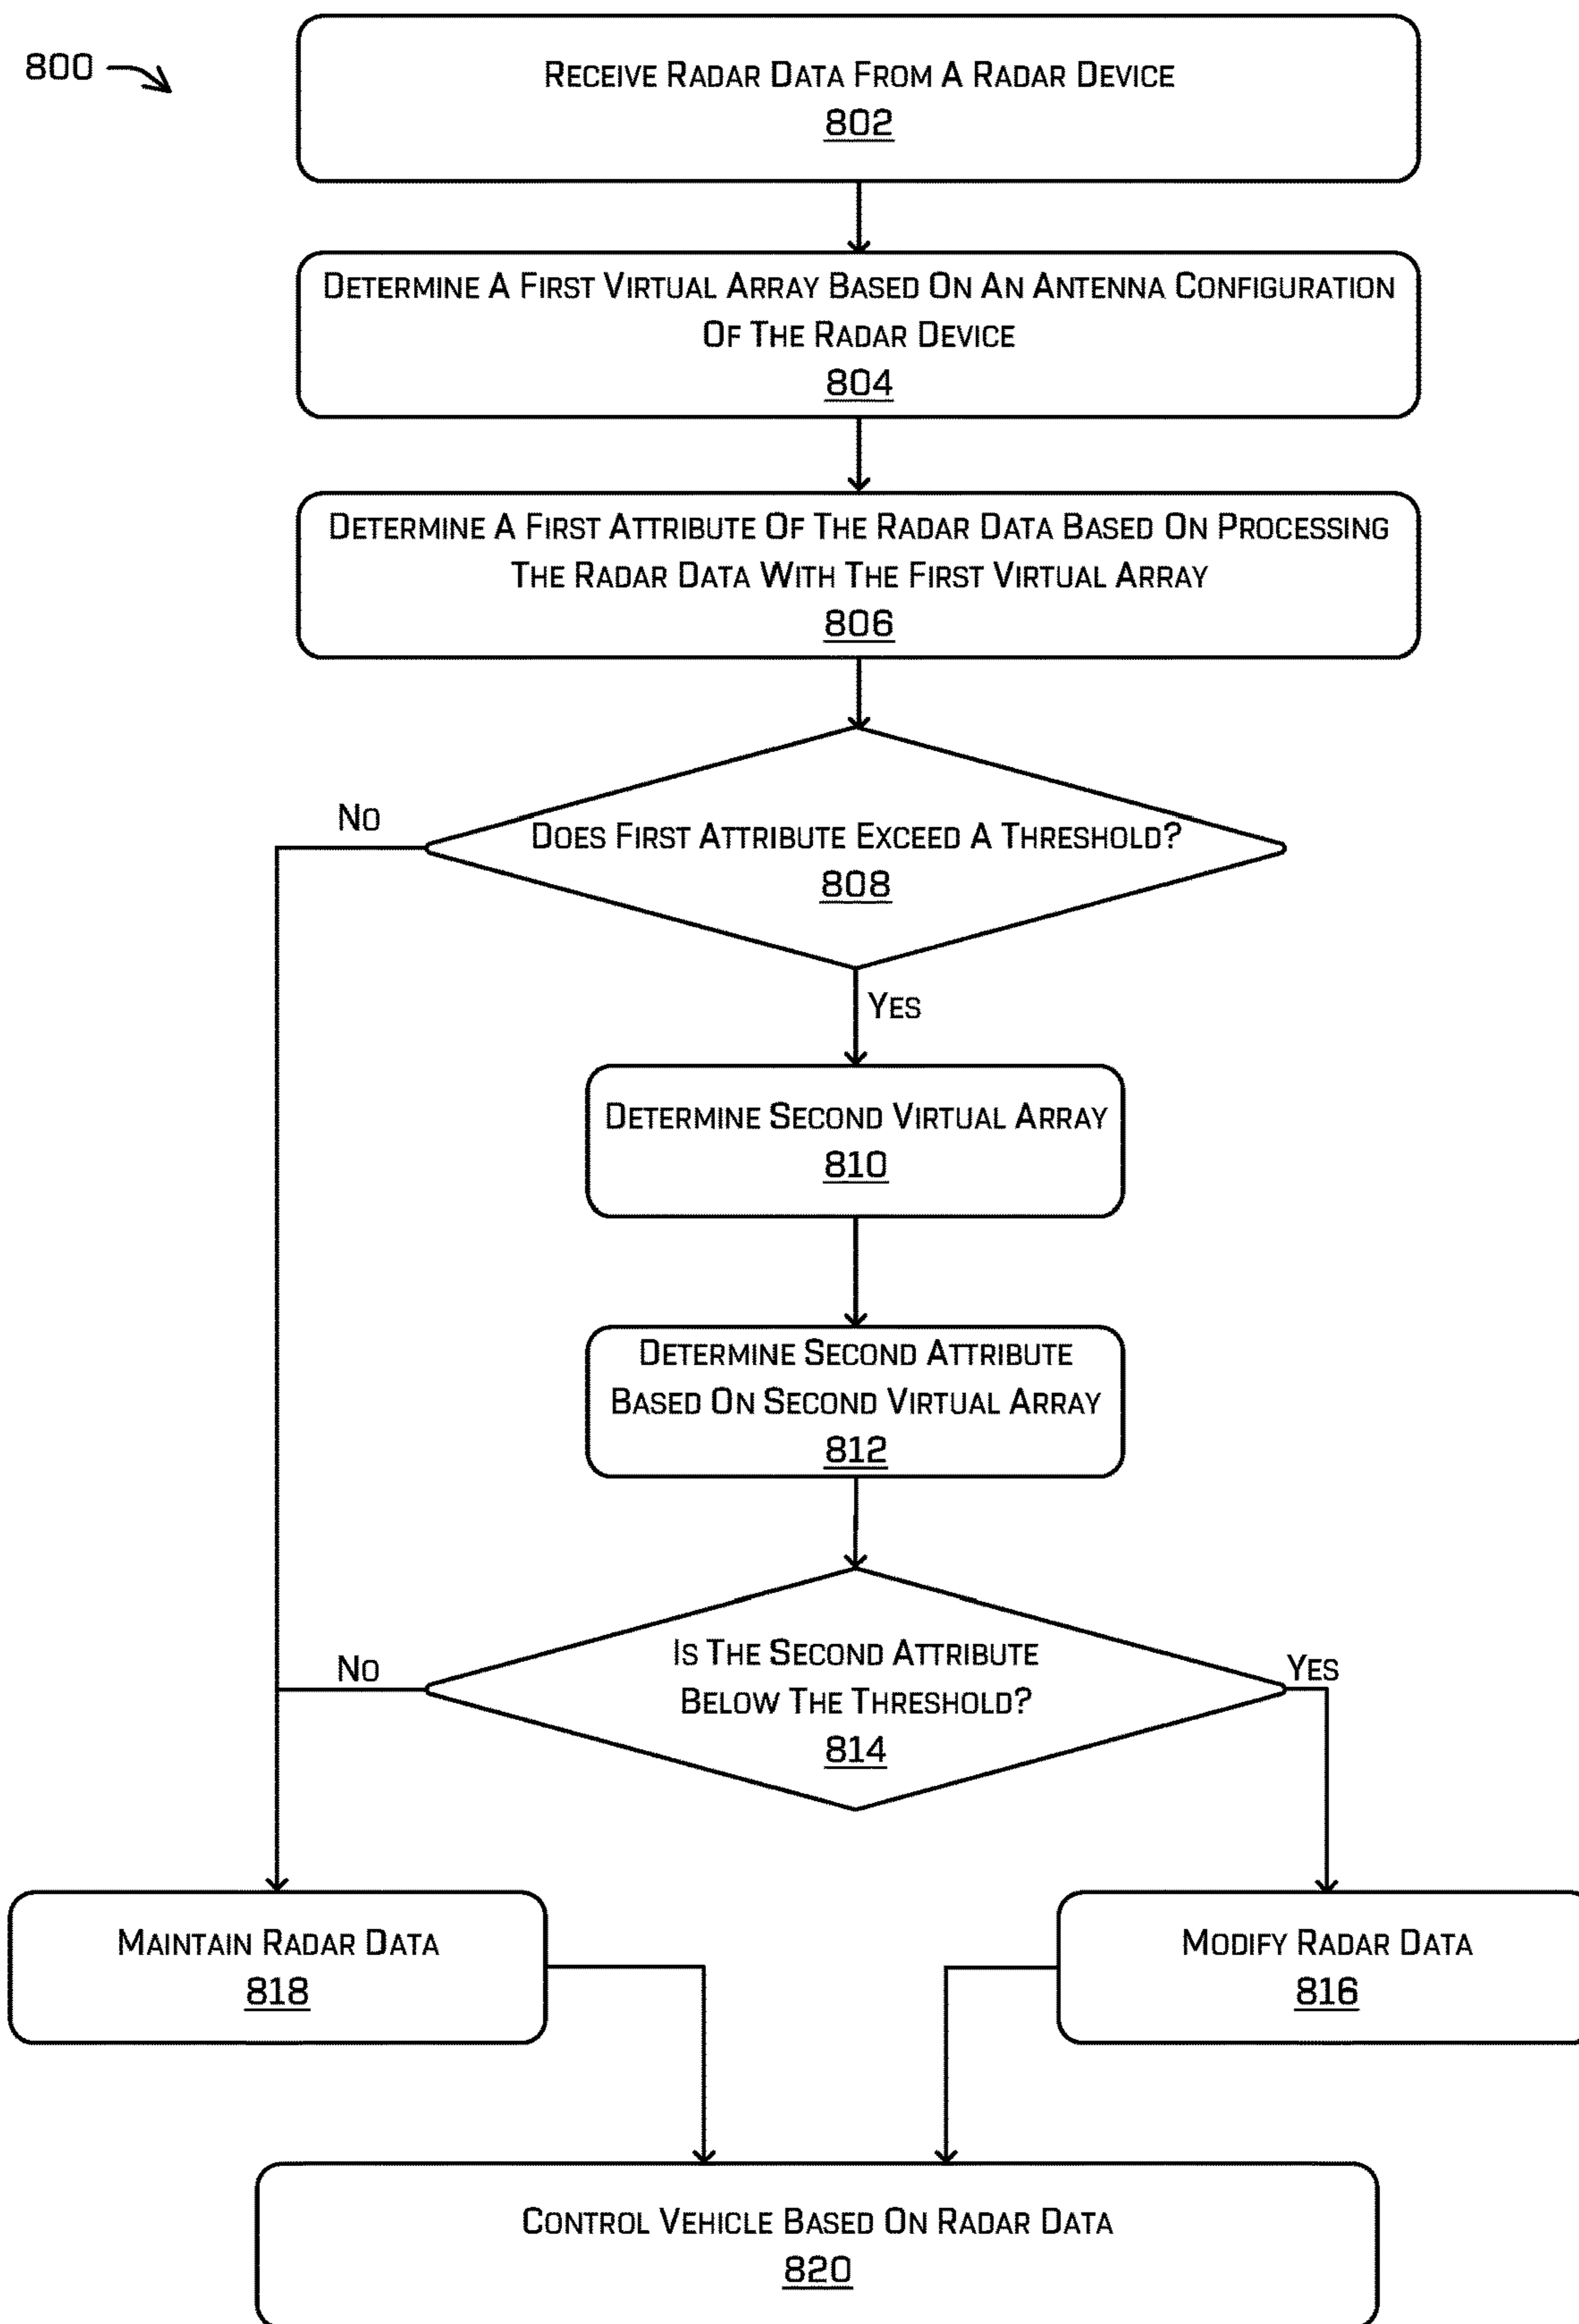 800
RECEIVE RADAR DATA FROM A RADAR DEVICE
802
DETERMINE A FIRST VIRTUAL ARRAY BASED ON AN ANTENNA CONFIGURATION
OF THE RADAR DEVICE
804
DETERMINE A FIRST ATTRIBUTE OF THE RADAR DATA BASED ON PROCESSING
THE RADAR DATA WITH THE FIRST VIRTUAL ARRAY
806
NO
DOES FIRST ATTRIBUTE EXCEED A THRESHOLD?
808
YES
DETERMINE SECOND VIRTUAL ARRAY
810
DETERMINE SECOND ATTRIBUTE
BASED ON SECOND VIRTUAL ARRAY
812
NO
IS THE SECOND ATTRIBUTE
BELOW THE THRESHOLD?
814
YES
MAINTAIN RADAR DATA
818
MODIFY RADAR DATA
816
CONTROL VEHICLE BASED ON RADAR DATA
820